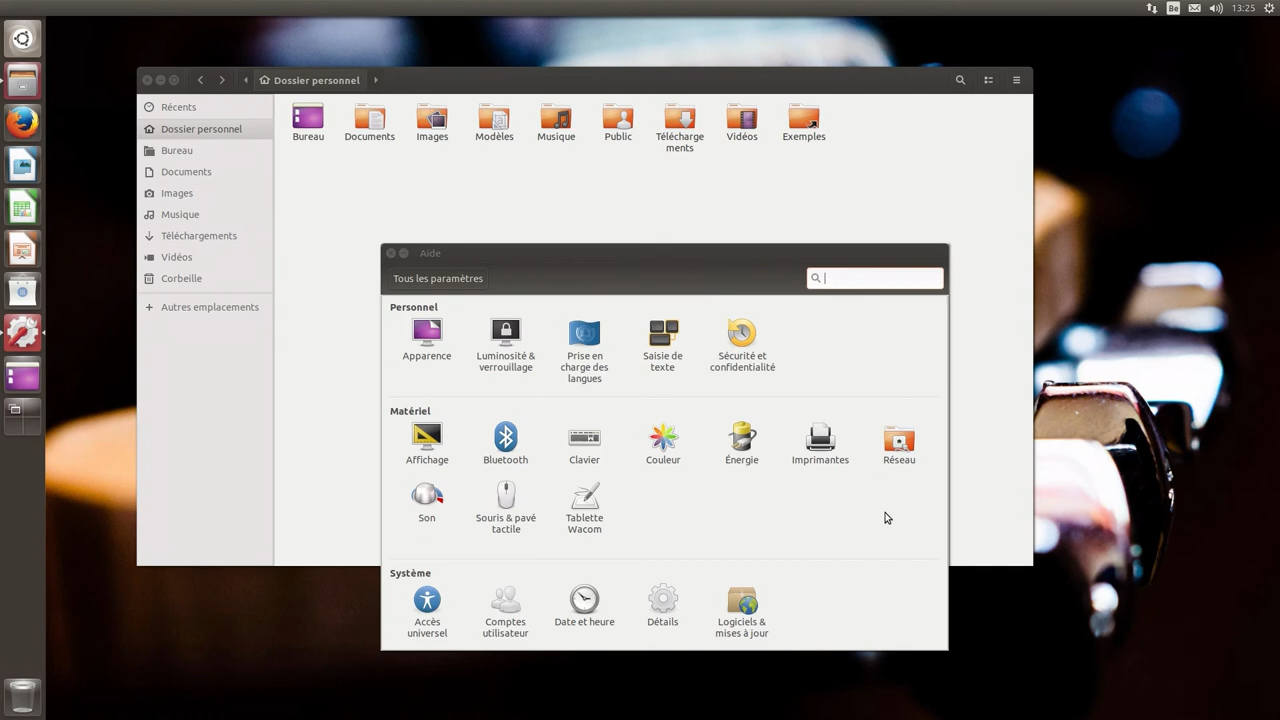 Be
13:25
Dossier personnel
Récents
Dossier personnel
Bureau
Documents
Images
Musique
Téléchargements
Vidéos
Corbeille
Autres emplacements
Bureau
Documents
Images
Modèles
Musique
Public
Télécharge
ments
Vidéos
Exemples
Aide
Tous les paramètres
Personnel
Apparence
Luminosité &
verrouillage
Prise en
charge des
langues
Saisie de
texte
Sécurité et
confidentialité
Matériel
Affichage
Bluetooth
Clavier
Couleur
Énergie
Imprimantes
Réseau
Son
Souris & pavé
tactile
Tablette
Wacom
Système
Accès
universel
Comptes
utilisateur
Date et heure
Détails
Logiciels &
mises à jour